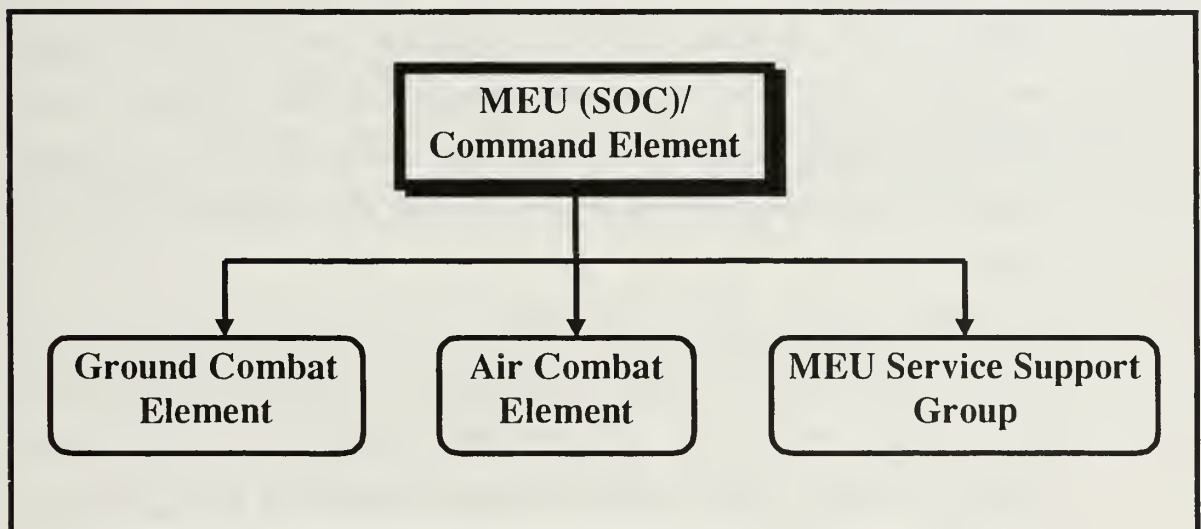 MEU (SOC)/
Command Element
Ground Combat
Element
Air Combat
Element
MEU Service Support
Group